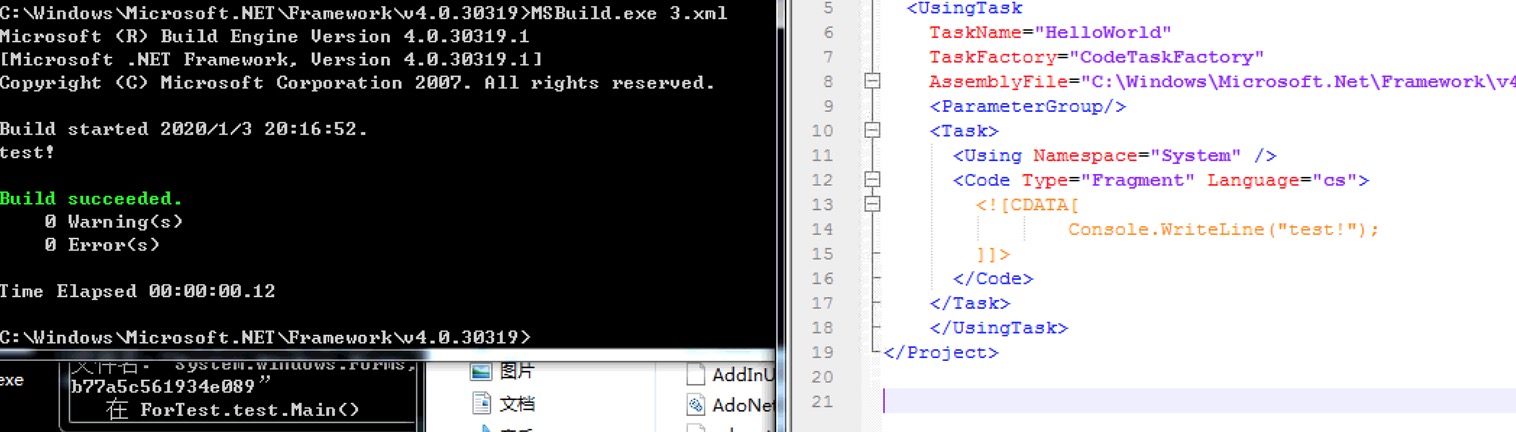 C:\Windows\Microsoft.NET\Framework\v4.0.30319>MSBuild.exe 3.xml
Microsoft (R) Build Engine Version 4.0.30319.1
[Microsoft .NET Framework, Version 4.0.30319.1]
Copyright (C) Microsoft Corporation 2007. All rights reserved.
Build started 2020/1/3 20:16:52.
test!
Build succeeded.
0 Warning(s)
0 Error(s)
Time Elapsed 00:00:00.12
C:\Windows\Microsoft.NET\Framework\v4.0.30319>
exe
文件名: "System.Windows.Forms,
b77a5c561934e089”
在 ForTest.test.Main()
图片
文档
AddInU
AdoNet
5 <UsingTask
6 TaskName="HelloWorld"
7 TaskFactory="CodeTaskFactory"
8 AssemblyFile="C:\Windows\Microsoft.Net\Framework\v4
9 <ParameterGroup/>
10 <Task>
11 <Using Namespace="System" />
12 <Code Type="Fragment" Language="cs">
13 <![CDATA[
14 Console.WriteLine("test!");
15 ]]>
16 </Code>
17 </Task>
18 </UsingTask>
19 </Project>
20
21